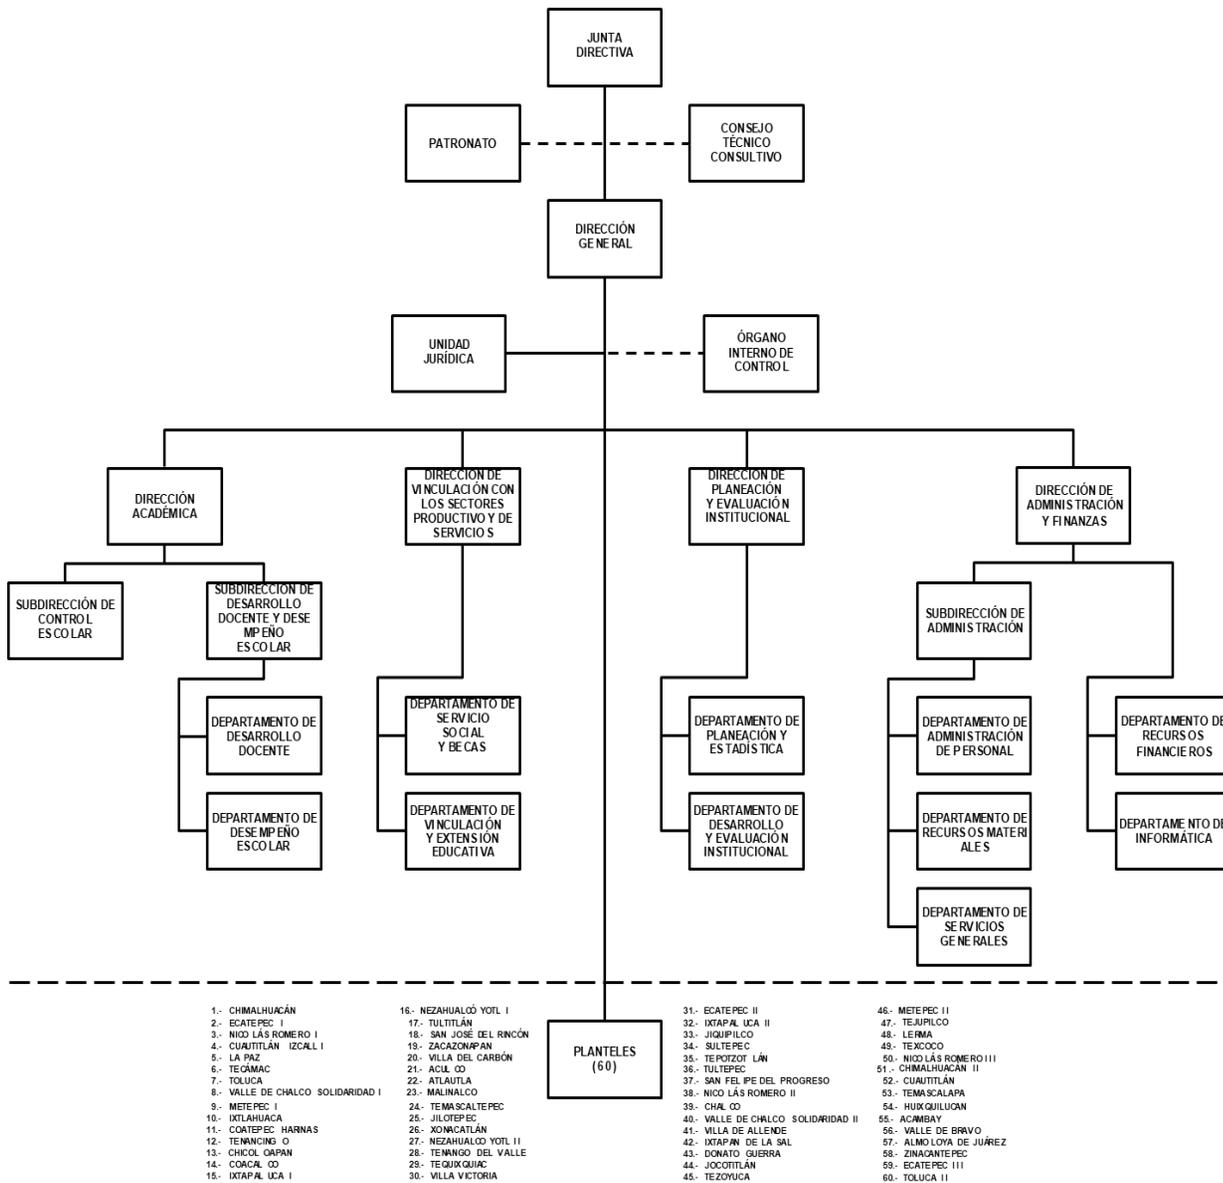 JUNTA
DIRECTIVA
PATRONATO
CONSEJO
TÉCNICO
CONSULTIVO
DIRECCIÓN
GENERAL
UNIDAD
JURÍDICA
ÓRGANO
INTERNO DE
CONTROL
DIRECCIÓN
ACADÉMICA
DIRECCIÓN DE
VINCULACIÓN CON
LOS SECTORES
PRODUCTIVO Y DE
SERVICIOS
DIRECCIÓN DE
PLANEACIÓN
Y EVALUACIÓN
INSTITUCIONAL
DIRECCIÓN DE
ADMINISTRACIÓN
Y FINANZAS
SUBDIRECCIÓN DE
CONTROL
ESCOLAR
SUBDIRECCIÓN DE
DESARROLLO
DOCENTE Y DESE
MPEÑO
ESCOLAR
SUBDIRECCIÓN DE
ADMINISTRACIÓN
DEPARTAMENTO DE
DESARROLLO
DOCENTE
DEPARTAMENTO DE
SERVICIO
SOCIAL
Y BECAS
DEPARTAMENTO DE
PLANEACIÓN Y
ESTADÍSTICA
DEPARTAMENTO DE
ADMINISTRACIÓN
DE PERSONAL
DEPARTAMENTO DE
RECURSOS
FINANCIEROS
DEPARTAMENTO DE
DESEMPEÑO
ESCOLAR
DEPARTAMENTO DE
VINCULACIÓN
Y EXTENSIÓN
EDUCATIVA
DEPARTAMENTO DE
DESARROLLO
Y EVALUACIÓN
INSTITUCIONAL
DEPARTAMENTO DE
RECURSOS MATERI
ALES
DEPARTAMENTO DE
INFORMÁTICA
DEPARTAMENTO DE
SERVICIOS
GENERALES
1.- CHIMALHUACÁN
2.- ECATEPEC I
3.- NICOLÁS ROMERO I
4.- CUAUTITLÁN IZCALLI
5.- LA PAZ
6.- TECÁMAC
7.- TOLUCA
8.- VALLE DE CHALCO SOLIDARIDAD I
9.- METEPEC I
10.- IXTLAHUACA
11.- COATEPEC HARINAS
12.- TENANCINGO
13.- CHICOLOAPAN
14.- COACALCO
15.- IXTAPALUCA I
16.- NEZAHUALCOYOTL I
17.- TULTITLÁN
18.- SAN JOSÉ DEL RINCÓN
19.- ZACAZONAPAN
20.- VILLA DEL CARBÓN
21.- ACULCO
22.- ATLAUTLA
23.- MALINALCO
24.- TEMASCALTEPEC
25.- JILOTEPEC
26.- XONACATLÁN
27.- NEZAHUALCOYOTL II
28.- TENANGO DEL VALLE
29.- TEQUIXQUIAC
30.- VILLA VICTORIA
PLANTELES
(60)
31.- ECATEPEC II
32.- IXTAPALUCA II
33.- JIQUIPILCO
34.- SULTEPEC
35.- TEPOTZOTLÁN
36.- TULTEPEC
37.- SAN FELIPE DEL PROGRESO
38.- NICOLÁS ROMERO II
39.- CHALCO
40.- VALLE DE CHALCO SOLIDARIDAD II
41.- VILLA DE ALLENDE
42.- IXTAPAN DE LA SAL
43.- DONATO GUERRA
44.- JOCOTITLÁN
45.- TEZOYUCA
46.- METEPEC II
47.- TEJUPILCO
48.- LERMA
49.- TEXCOCO
50.- NICOLÁS ROMERO III
51.- CHIMALHUACÁN II
52.- CUAUTITLÁN
53.- TEMASCALAPA
54.- HUIXQUILUCAN
55.- ACAMBAY
56.- VALLE DE BRAVO
57.- ALMOLOYA DE JUÁREZ
58.- ZINACANTEPEC
59.- ECATEPEC III
60.- TOLUCA II